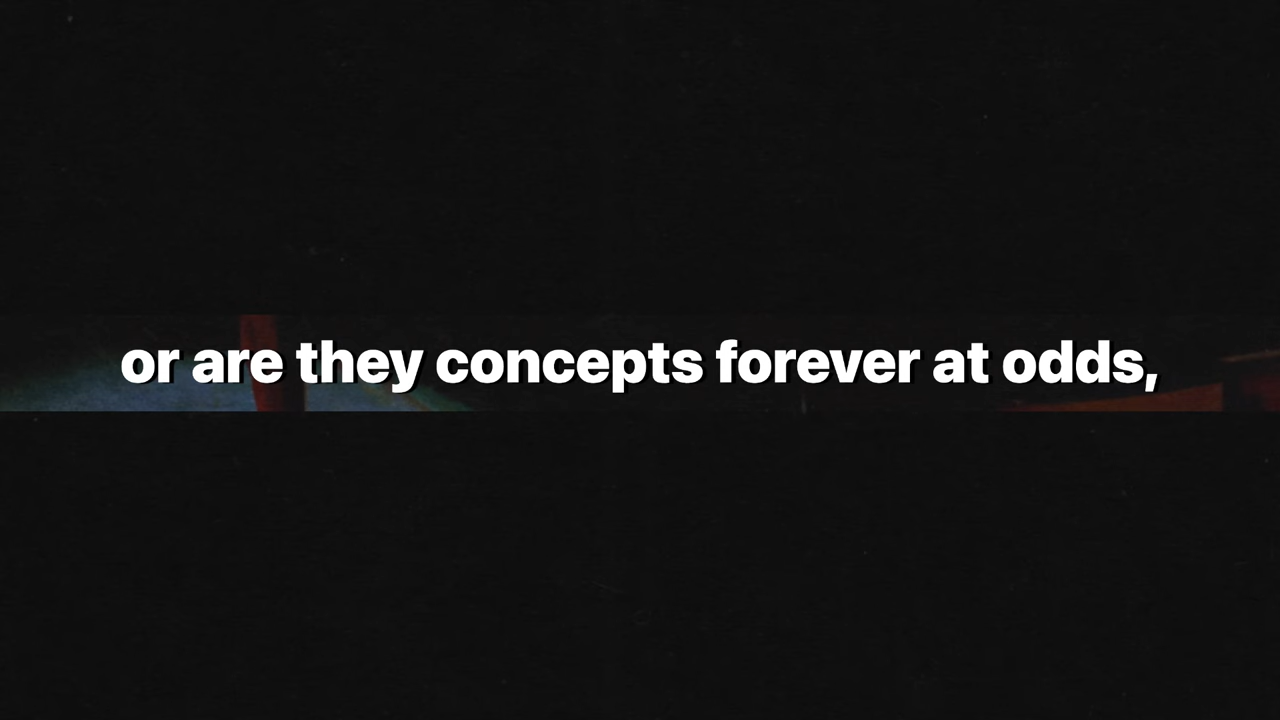 or are they concepts forever at odds,